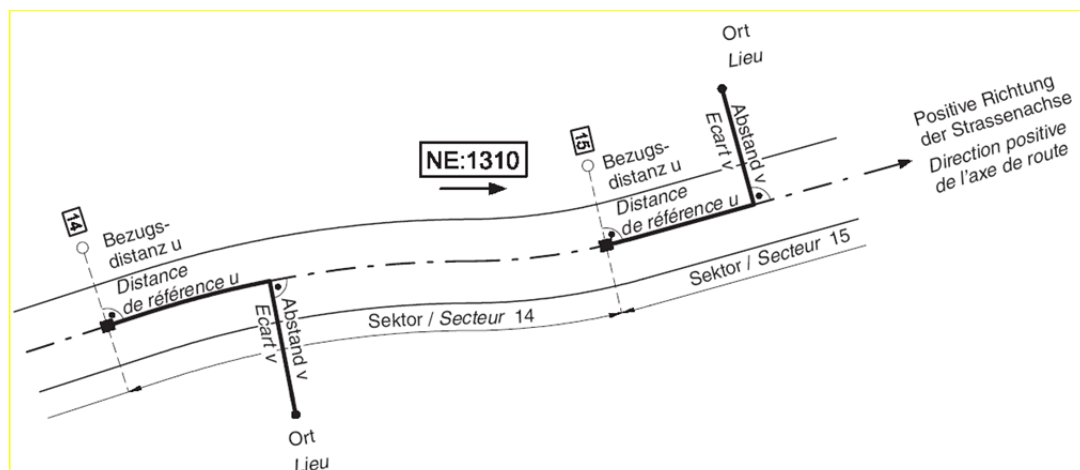 Ort
Lieu
Abstand v
Ecart v
Positive Richtung
der Strassenachse
Direction positive
de l'axe de route
NE:1310
15
Bezugs-
distanz u
Distance
de référence u
14
Bezugs-
distanz u
Distance
de référence u
Sektor / Secteur 15
Sektor / Secteur 14
Abstand v
Ecart v
Ort
Lieu